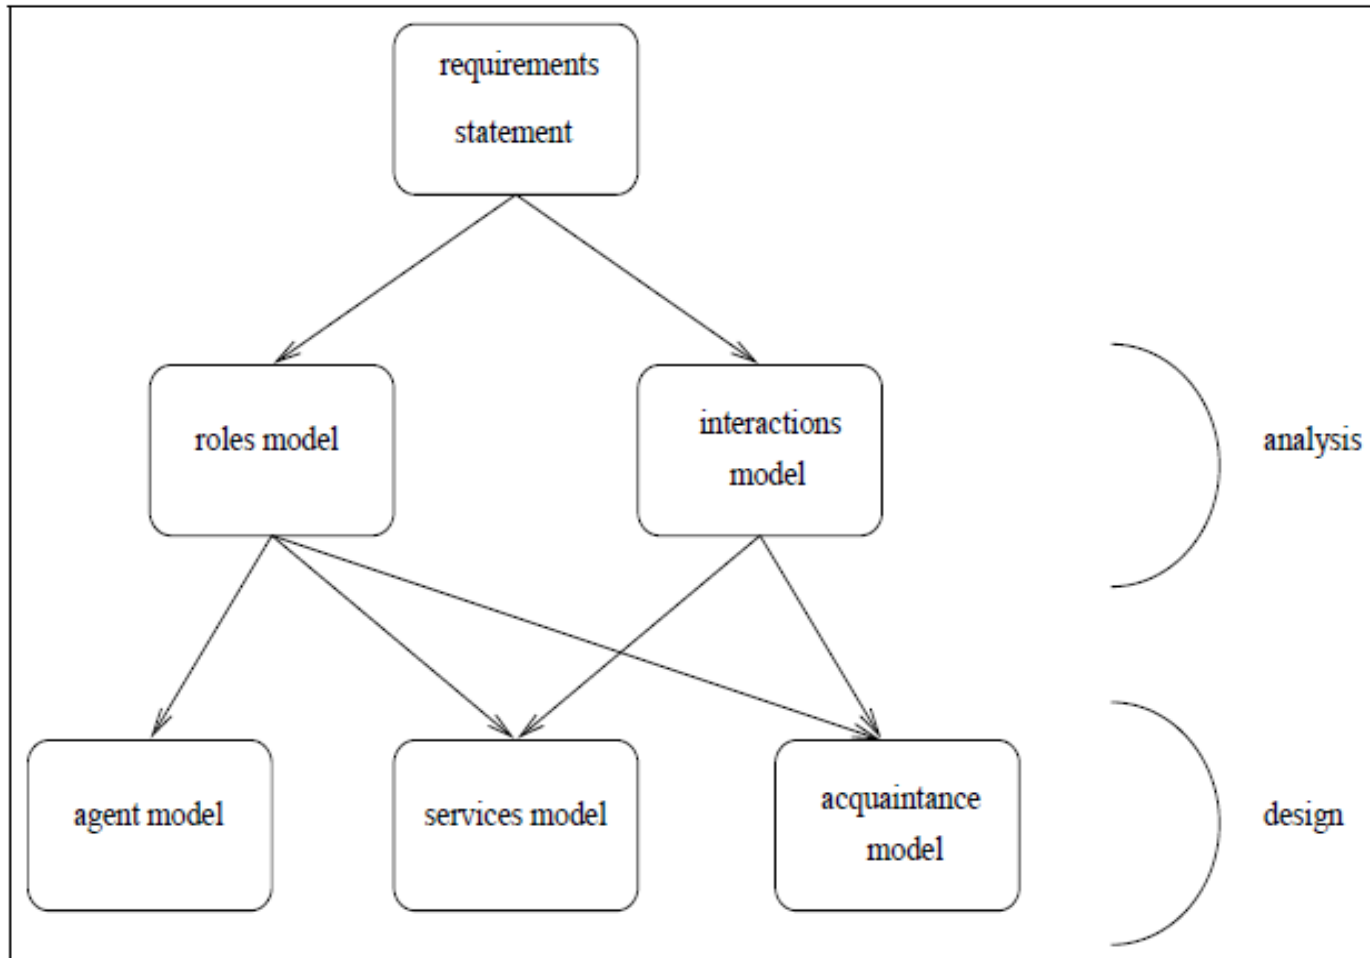 requirements
statement
roles model
interactions
model
analysis
agent model
services model
acquaintance
model
design